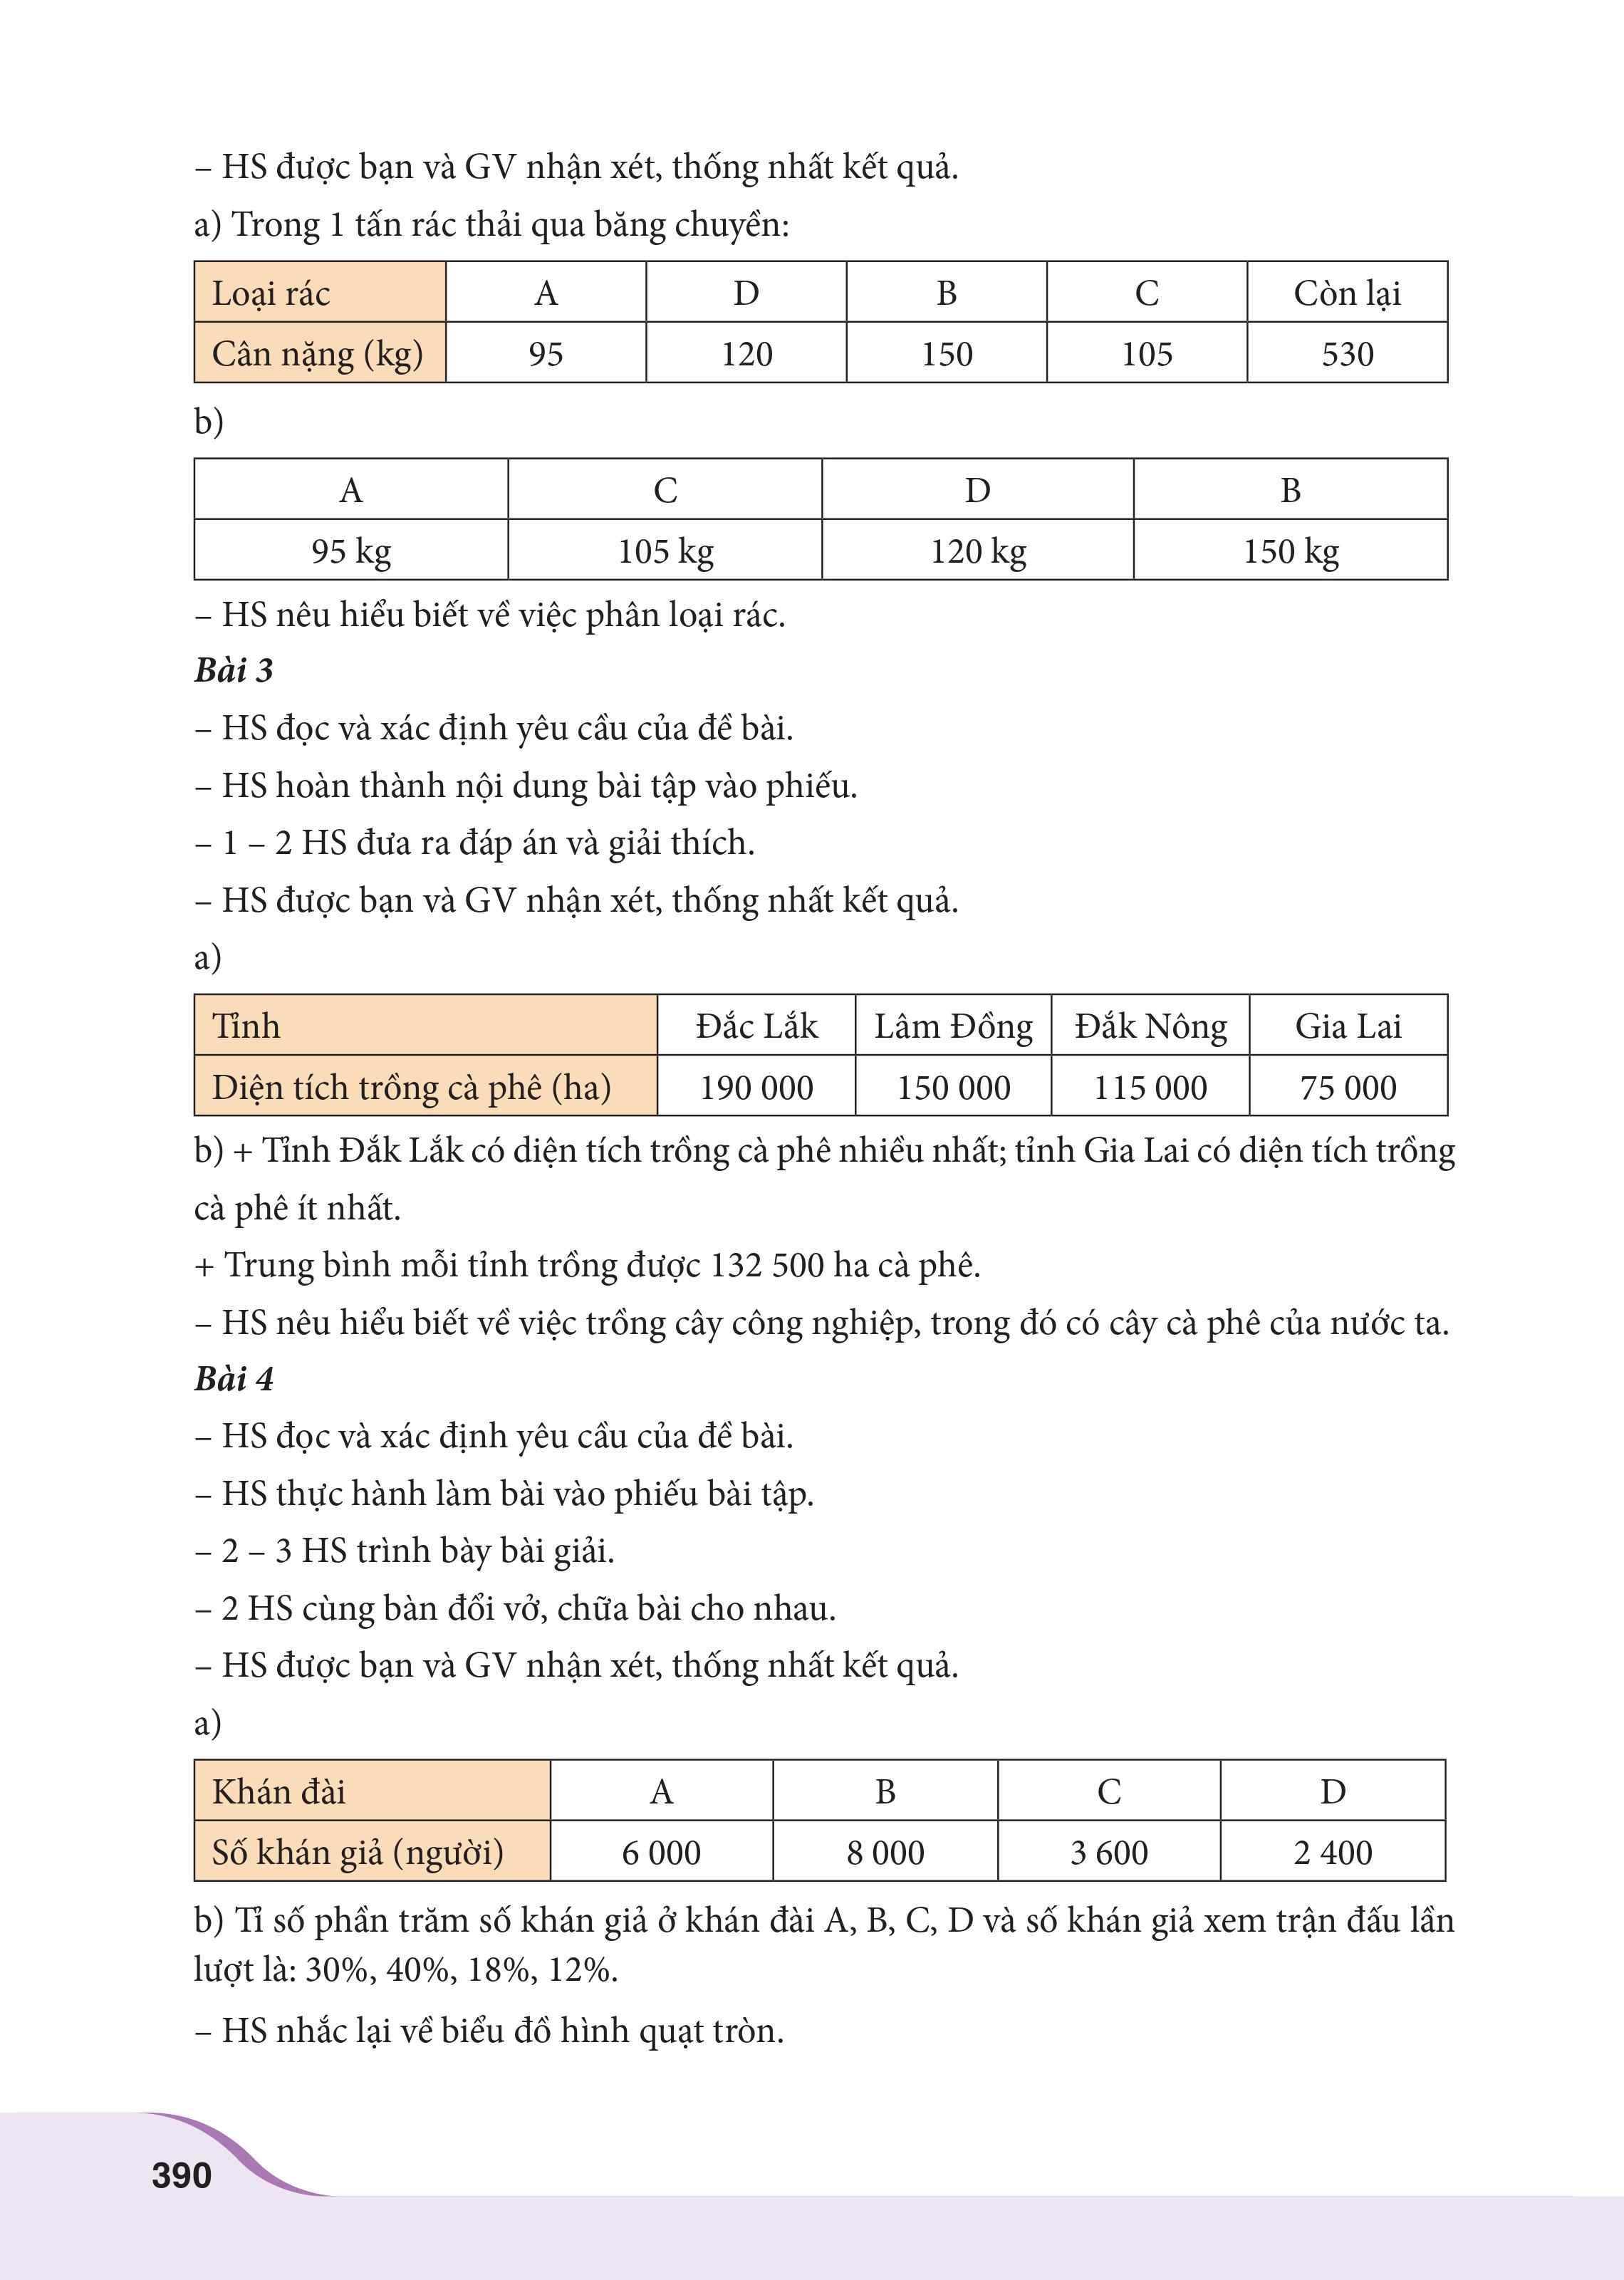 – HS được bạn và GV nhận xét, thống nhất kết quả.
a) Trong 1 tấn rác thải qua băng chuyền:
Loại rác A D B C Còn lại
Cân nặng (kg) 95 120 150 105 530
b)
A C D B
95 kg 105 kg 120 kg 150 kg
– HS nêu hiểu biết về việc phân loại rác.
Bài 3
– HS đọc và xác định yêu cầu của đề bài.
– HS hoàn thành nội dung bài tập vào phiếu.
– 1 – 2 HS đưa ra đáp án và giải thích.
– HS được bạn và GV nhận xét, thống nhất kết quả.
a)
Tỉnh Đắc Lắk Lâm Đồng Đắk Nông Gia Lai
Diện tích trồng cà phê (ha) 190 000 150 000 115 000 75 000
b) + Tỉnh Đắk Lắk có diện tích trồng cà phê nhiều nhất; tỉnh Gia Lai có diện tích trồng
cà phê ít nhất.
+ Trung bình mỗi tỉnh trồng được 132 500 ha cà phê.
– HS nêu hiểu biết về việc trồng cây công nghiệp, trong đó có cây cà phê của nước ta.
Bài 4
– HS đọc và xác định yêu cầu của đề bài.
– HS thực hành làm bài vào phiếu bài tập.
– 2 – 3 HS trình bày bài giải.
– 2 HS cùng bàn đổi vở, chữa bài cho nhau.
– HS được bạn và GV nhận xét, thống nhất kết quả.
a)
Khán đài A B C D
Số khán giả (người) 6 000 8 000 3 600 2 400
b) Tỉ số phần trăm số khán giả ở khán đài A, B, C, D và số khán giả xem trận đấu lần
lượt là: 30%, 40%, 18%, 12%.
– HS nhắc lại về biểu đồ hình quạt tròn.
390